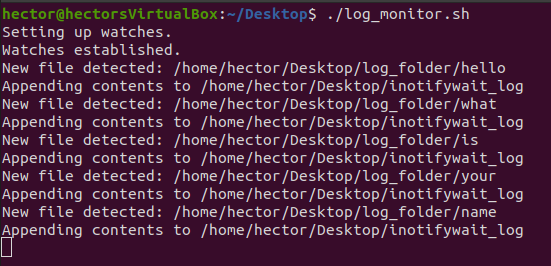 hector@hectorsVirtualBox:~/Desktop$ ./log_monitor.sh
Setting up watches.
Watches established.
New file detected: /home/hector/Desktop/log_folder/hello
Appending contents to /home/hector/Desktop/inotifywait_log
New file detected: /home/hector/Desktop/log_folder/what
Appending contents to /home/hector/Desktop/inotifywait_log
New file detected: /home/hector/Desktop/log_folder/is
Appending contents to /home/hector/Desktop/inotifywait_log
New file detected: /home/hector/Desktop/log_folder/your
Appending contents to /home/hector/Desktop/inotifywait_log
New file detected: /home/hector/Desktop/log_folder/name
Appending contents to /home/hector/Desktop/inotifywait_log